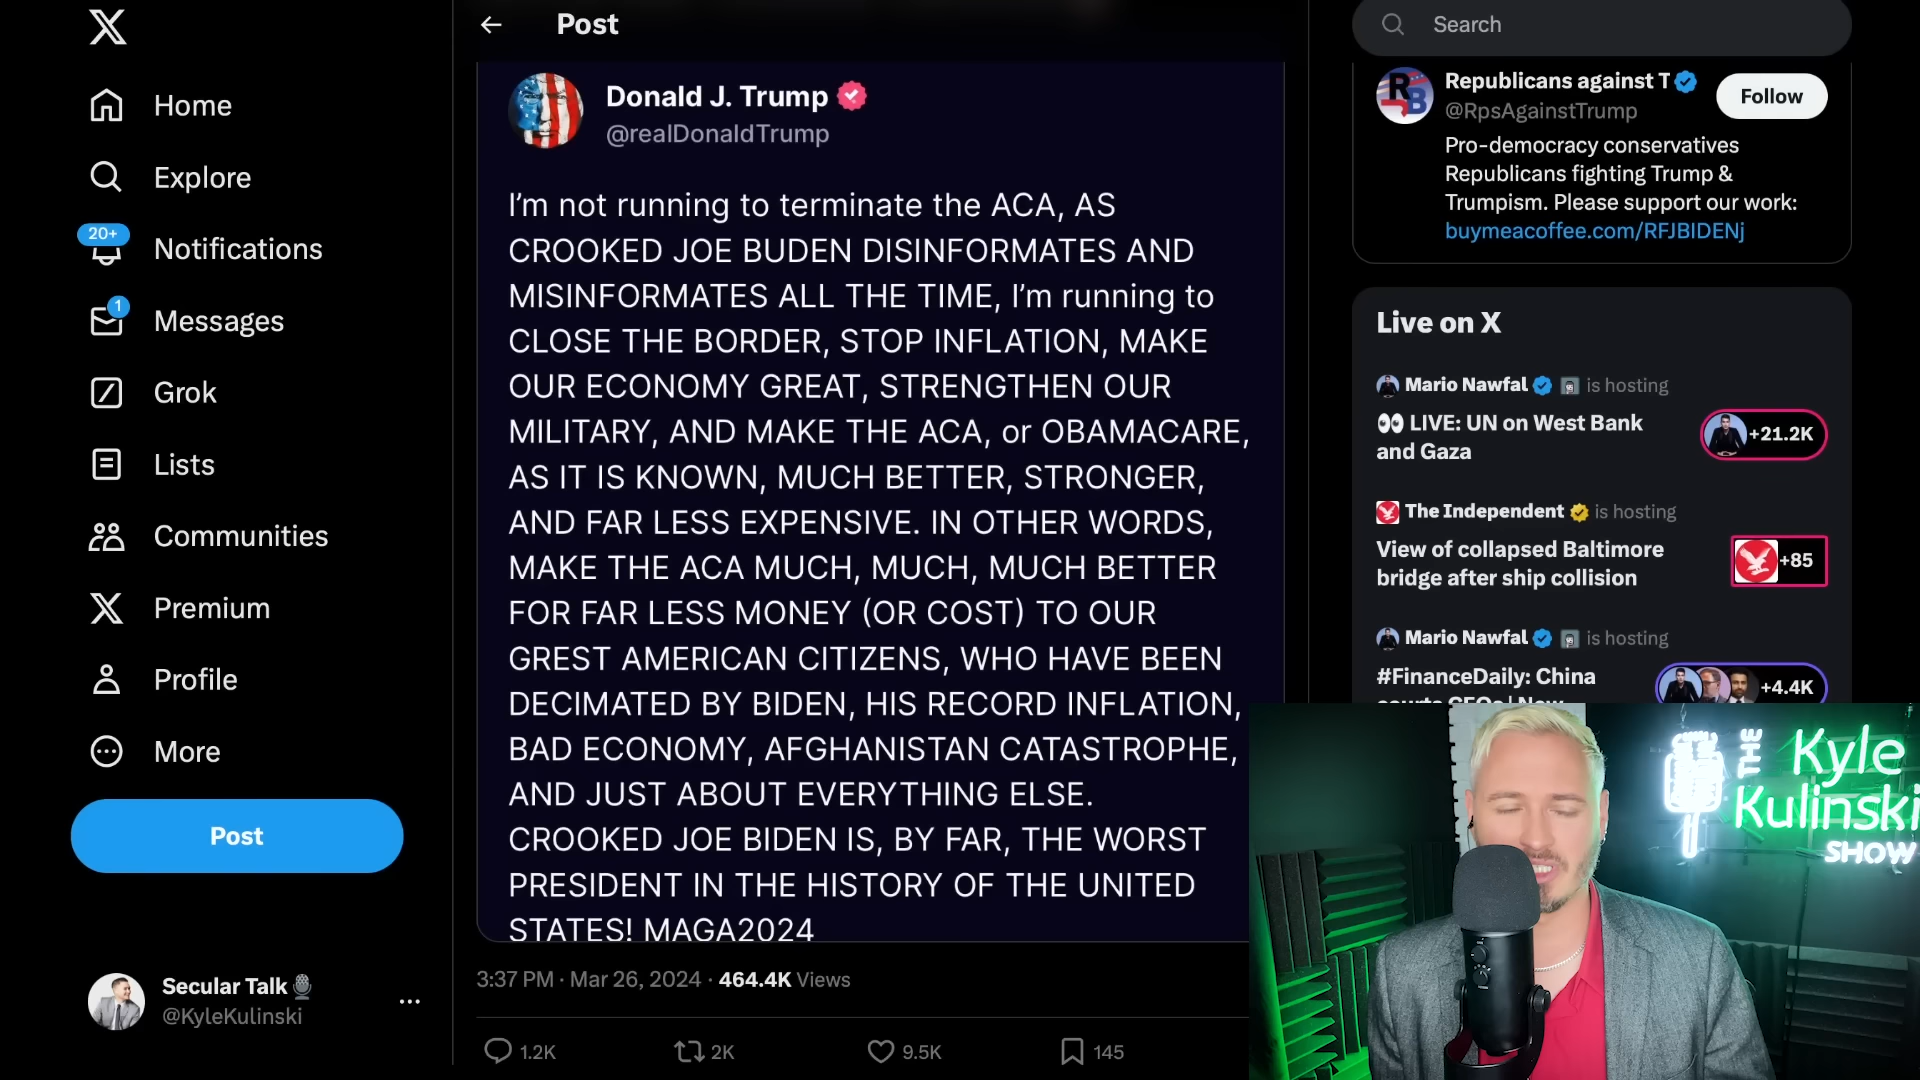 Home
Explore
20+
Notifications
1
Messages
Grok
Lists
Communities
Premium
Profile
More
Post
Secular Talk
@KyleKulinski
Post
Donald J. Trump
@realDonaldTrump
I’m not running to terminate the ACA, AS
CROOKED JOE BUDEN DISINFORMATES AND
MISINFORMATES ALL THE TIME, I’m running to
CLOSE THE BORDER, STOP INFLATION, MAKE
OUR ECONOMY GREAT, STRENGTHEN OUR
MILITARY, AND MAKE THE ACA, or OBAMACARE,
AS IT IS KNOWN, MUCH BETTER, STRONGER,
AND FAR LESS EXPENSIVE. IN OTHER WORDS,
MAKE THE ACA MUCH, MUCH, MUCH BETTER
FOR FAR LESS MONEY (OR COST) TO OUR
GREST AMERICAN CITIZENS, WHO HAVE BEEN
DECIMATED BY BIDEN, HIS RECORD INFLATION,
BAD ECONOMY, AFGHANISTAN CATASTROPHE,
AND JUST ABOUT EVERYTHING ELSE.
CROOKED JOE BIDEN IS, BY FAR, THE WORST
PRESIDENT IN THE HISTORY OF THE UNITED
STATES! MAGA2024
3:37 PM · Mar 26, 2024 · 464.4K Views
1.2K
2K
9.5K
145
Search
RB
Republicans against T
@RpsAgainstTrump
Follow
Pro-democracy conservatives
Republicans fighting Trump &
Trumpism. Please support our work:
buymeacoffee.com/RFJBIDENj
Live on X
Mario Nawfal is hosting
LIVE: UN on West Bank
and Gaza
+21.2K
The Independent is hosting
View of collapsed Baltimore
bridge after ship collision
+85
Mario Nawfal is hosting
#FinanceDaily: China
courts CEOs | New
+4.4K
THE
Kyle
Kulinski
SHOW